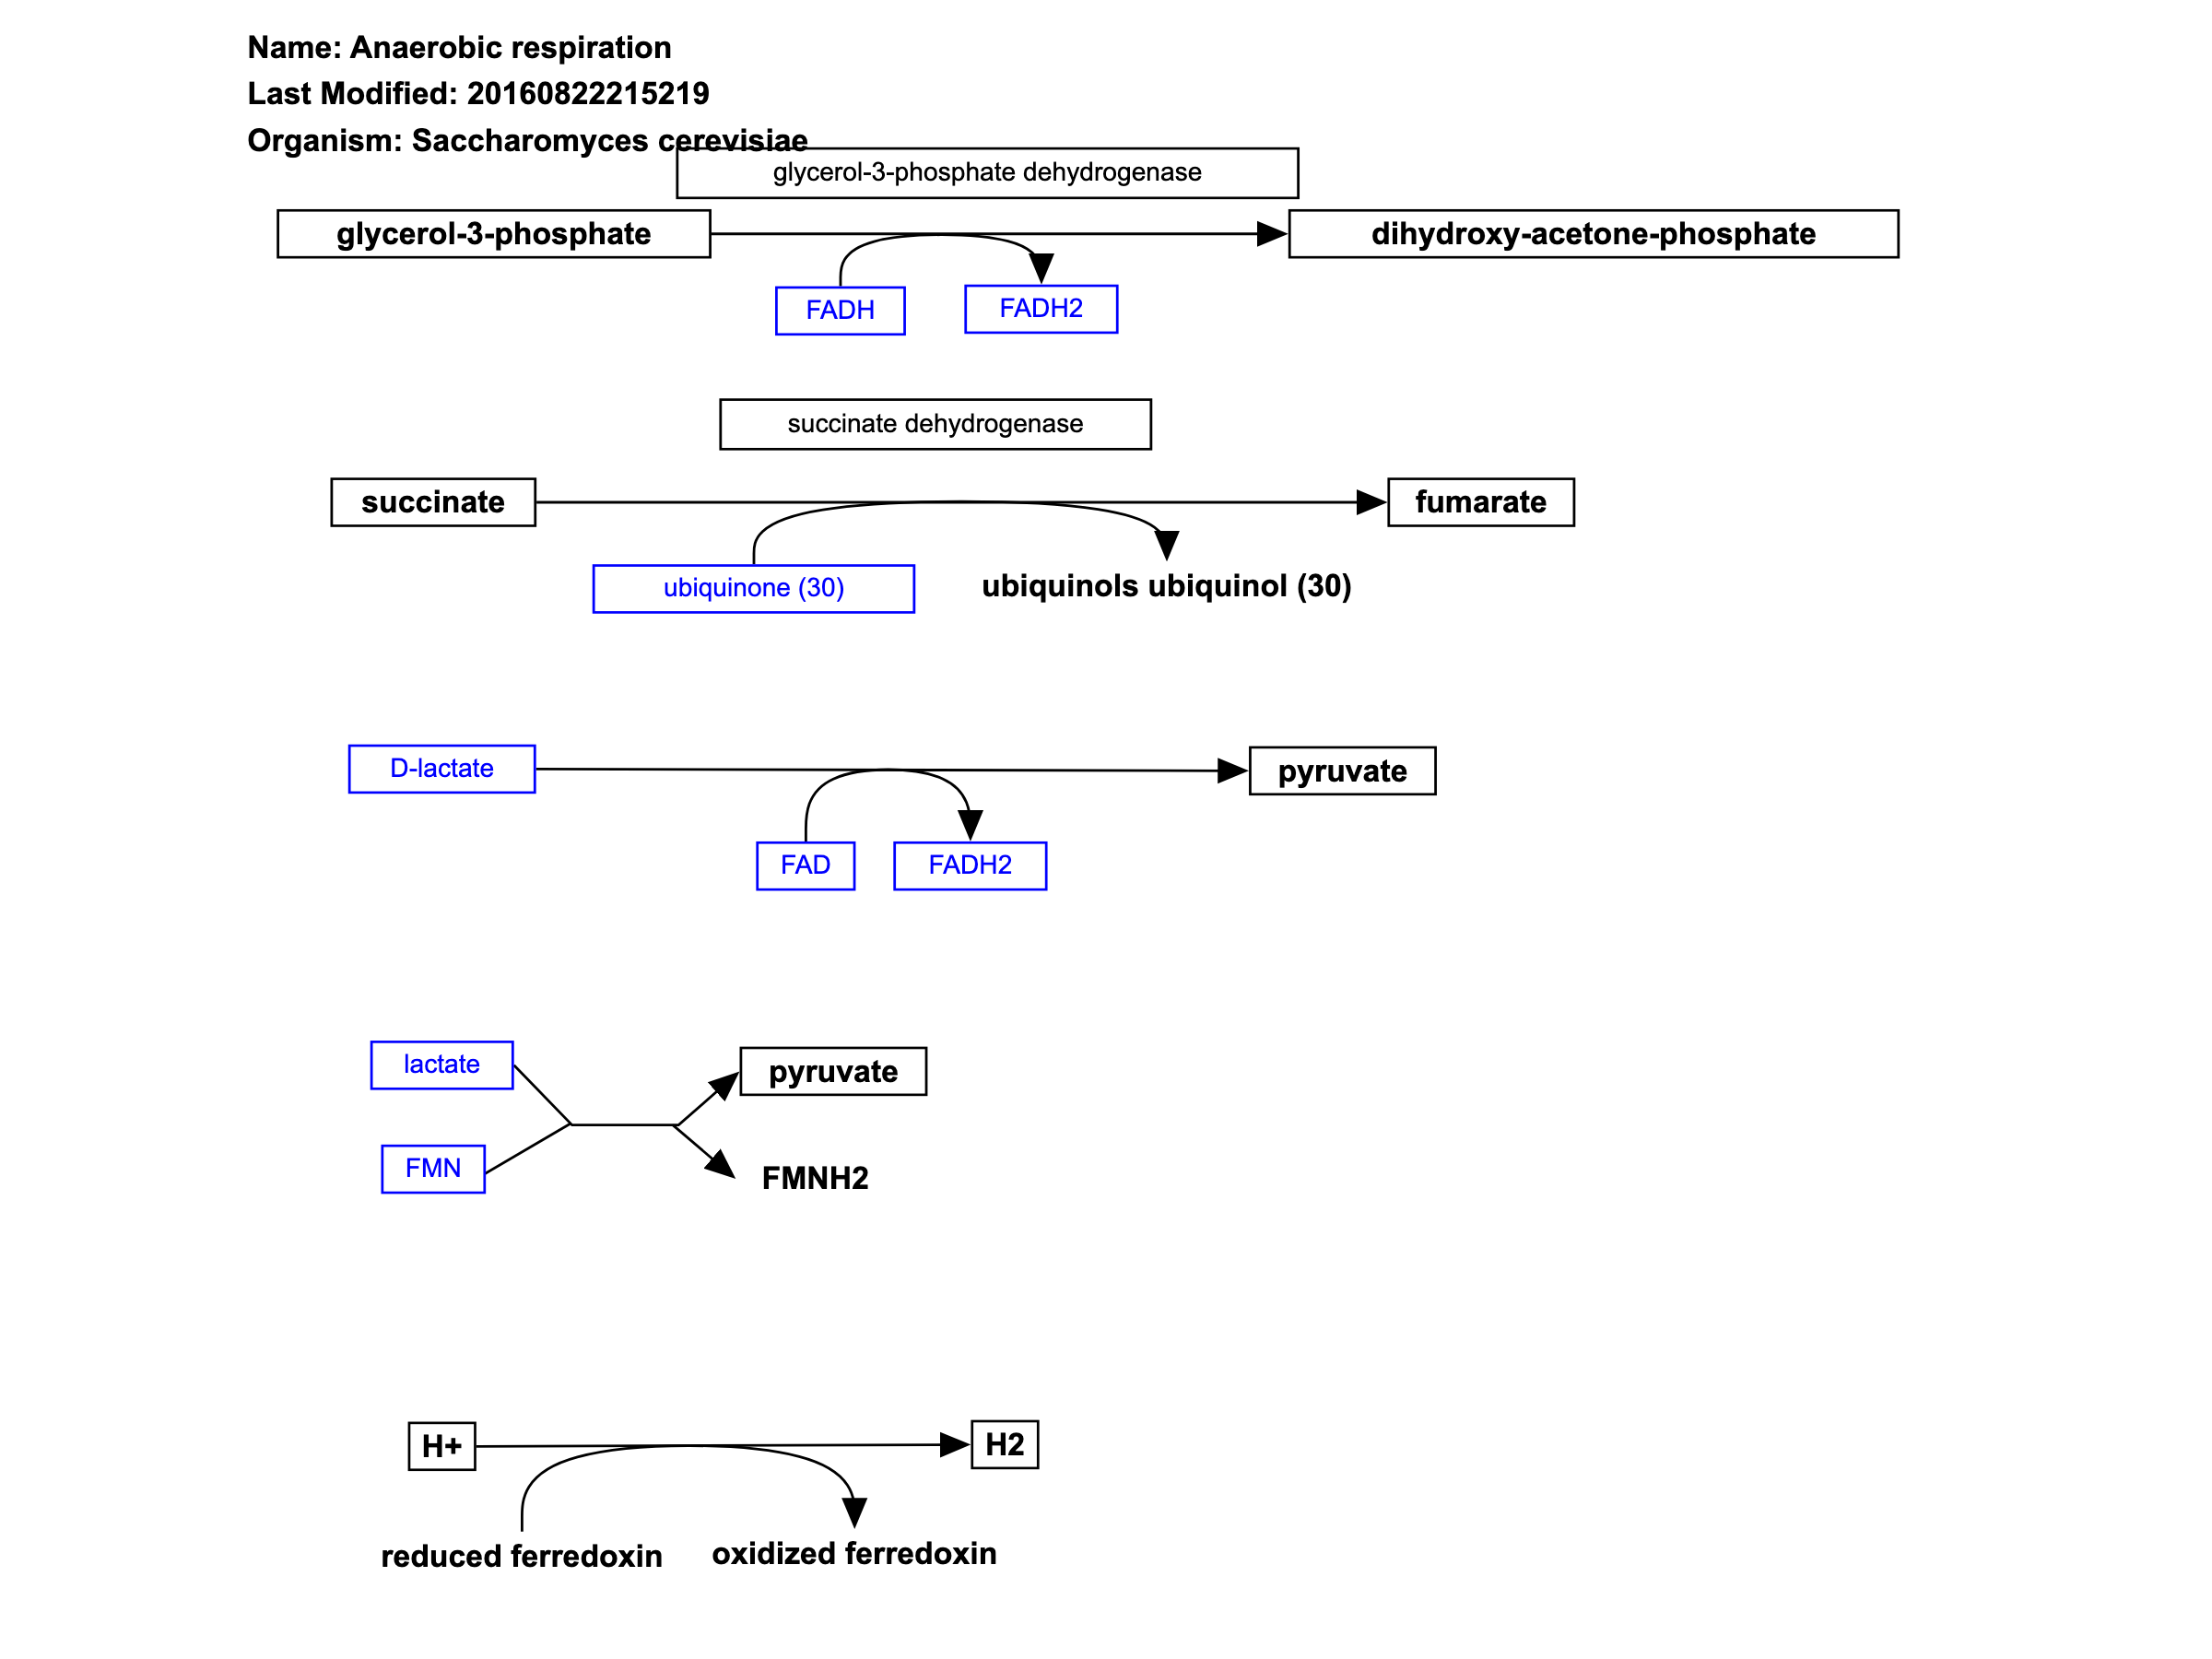 Name: Anaerobic respiration
Last Modified: 20160822215219
Organism: Saccharomyces cerevisiae
glycerol-3-phosphate dehydrogenase
glycerol-3-phosphate
dihydroxy-acetone-phosphate
FADH
FADH2
succinate dehydrogenase
succinate
fumarate
ubiquinone (30)
ubiquinols ubiquinol (30)
D-lactate
pyruvate
FAD
FADH2
lactate
pyruvate
FMN
FMNH2
H+
H2
reduced ferredoxin
oxidized ferredoxin